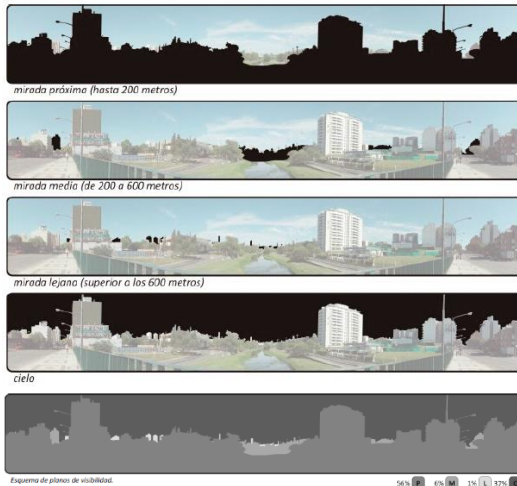 mirada próxima (hasta 200 metros)
mirada media (de 200 a 600 metros)
mirada lejana (superior a los 600 metros)
cielo
Esquema de planos de visibilidad.
56% P 6% M 1% L 37% C